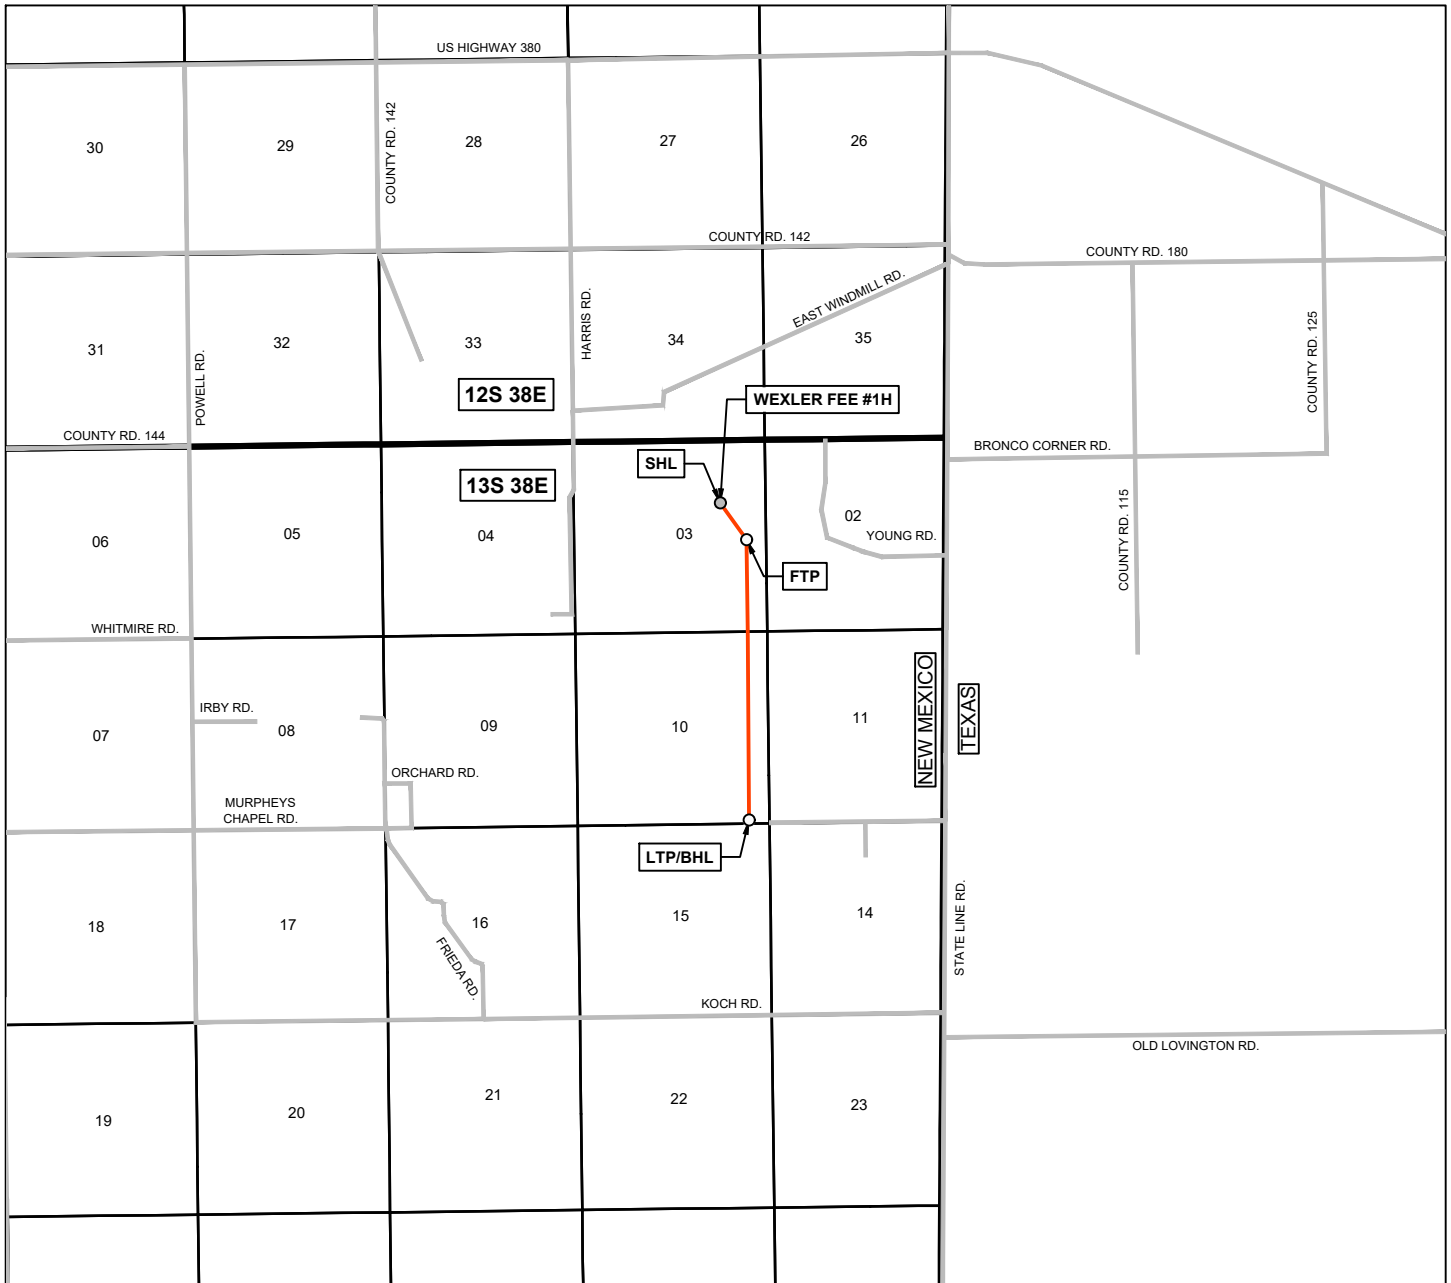 US HIGHWAY 380
COUNTY RD. 142
30
29
28
27
26
COUNTY RD. 142
COUNTY RD. 180
EAST WINDMILL RD.
HARRIS RD.
COUNTY RD. 125
31
32
33
34
35
POWELL RD.
12S 38E
WEXLER FEE #1H
COUNTY RD. 144
BRONCO CORNER RD.
SHL
13S 38E
COUNTY RD. 115
06
05
04
03
02
YOUNG RD.
FTP
WHITMIRE RD.
NEW MEXICO
TEXAS
IRBY RD.
07
08
09
10
11
ORCHARD RD.
MURPHEYS
CHAPEL RD.
LTP/BHL
STATE LINE RD.
18
17
16
15
14
FRIEDA RD.
KOCH RD.
OLD LOVINGTON RD.
19
20
21
22
23